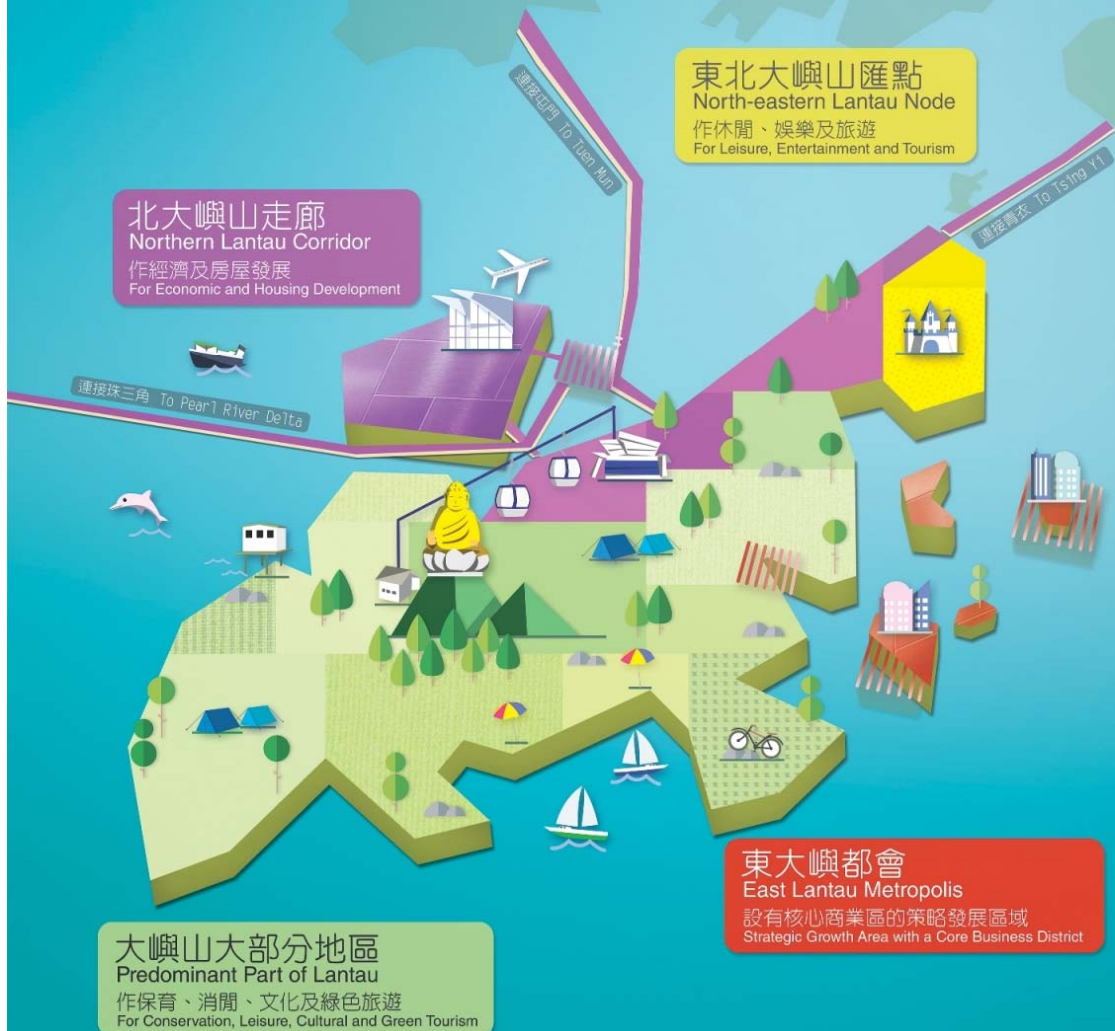 連接屯門 To Tuen Mun
東北大嶼山匯點
North-eastern Lantau Node
作休閒、娛樂及旅遊
For Leisure, Entertainment and Tourism
連接青衣 To Tsing Yi
北大嶼山走廊
Northern Lantau Corridor
作經濟及房屋發展
For Economic and Housing Development
連接珠三角 To Pearl River Delta
東大嶼都會
East Lantau Metropolis
設有核心商業區的策略發展區域
Strategic Growth Area with a Core Business District
大嶼山大部分地區
Predominant Part of Lantau
作保育、消閒、文化及綠色旅遊
For Conservation, Leisure, Cultural and Green Tourism